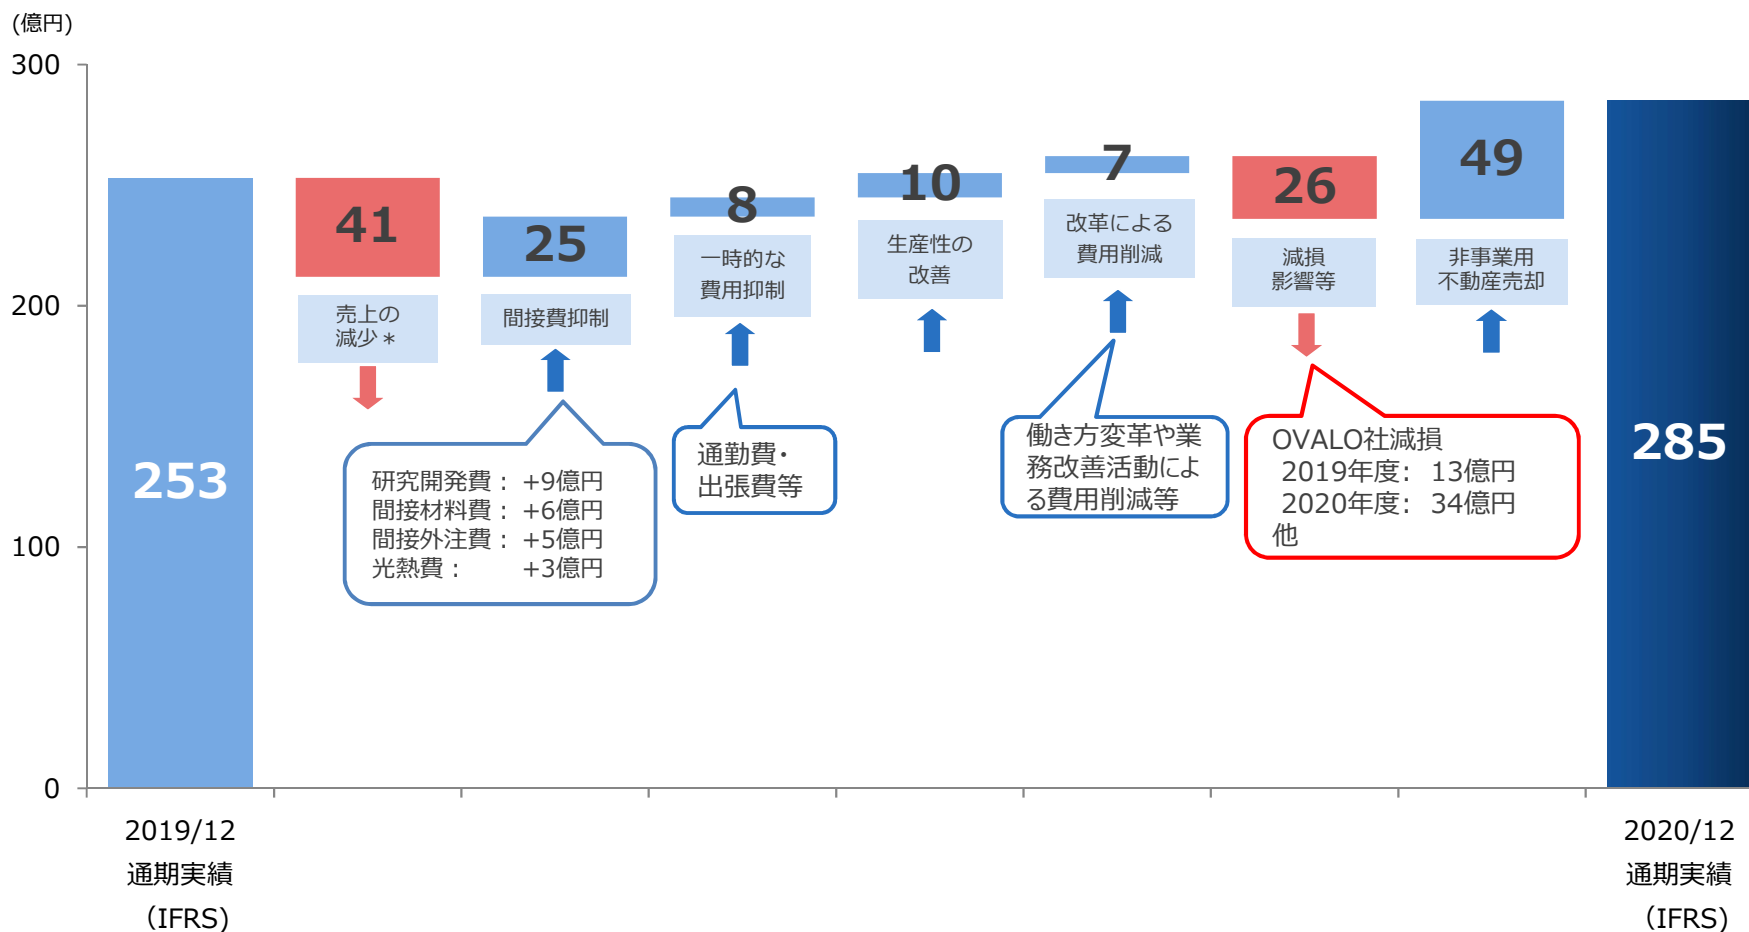 (億円)
300
200
100
0
253
41
売上の
減少＊
25
間接費抑制
研究開発費： +9億円
間接材料費： +6億円
間接外注費： +5億円
光熱費： +3億円
8
一時的な
費用抑制
通勤費・
出張費等
10
生産性の
改善
7
改革による
費用削減
働き方変革や業
務改善活動によ
る費用削減等
26
減損
影響等
OVALO社減損
2019年度： 13億円
2020年度： 34億円
他
49
非事業用
不動産売却
285
2019/12
通期実績
（IFRS)
2020/12
通期実績
（IFRS)